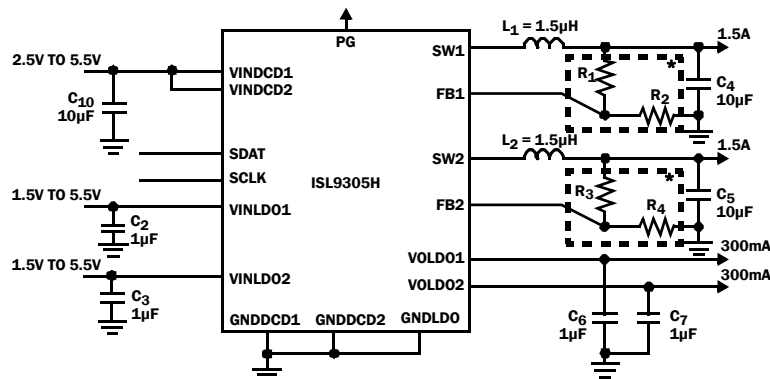 PG
L1 = 1.5µH
1.5A
SW1
2.5V TO 5.5V
VINDCD1
VINDCD2
R1
*
C4
10µF
C10
10µF
FB1
R2
SDAT
L2 = 1.5µH
1.5A
SW2
SCLK
ISL9305H
R3
*
C5
10µF
1.5V TO 5.5V
VINLDO1
FB2
R4
C2
1µF
300mA
VOLDO1
1.5V TO 5.5V
VINLDO2
300mA
VOLDO2
C3
1µF
GNDDCD1
GNDDCD2
GNDLDO
C6
1µF
C7
1µF